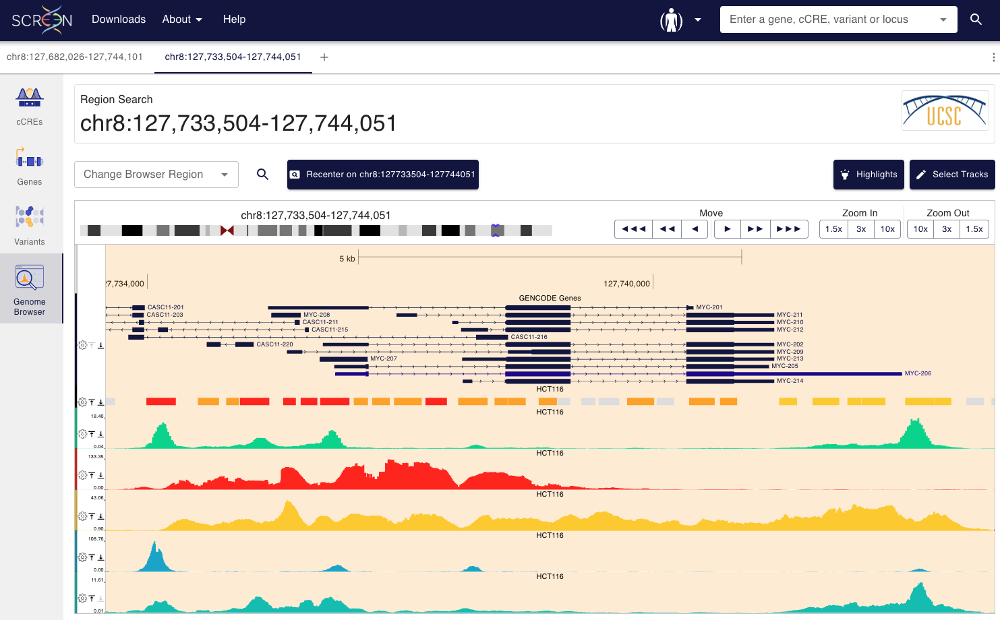 SCREEN Downloads About Help Enter a gene, cCRE, variant or locus
chr8:127,682,026-127,744,101 chr8:127,733,504-127,744,051 +
cCREs
Genes
Variants
Genome
Browser
Region Search
chr8:127,733,504-127,744,051
UCSC
Change Browser Region Recenter on chr8:127733504-127744051 Highlights Select Tracks
chr8:127,733,504-127,744,051
Move Zoom In Zoom Out
1.5x 3x 10x 10x 3x 1.5x
5 kb
27,734,000 127,740,000
GENCODE Genes
CASC11-201 MYC-201
CASC11-203 MYC-208 MYC-211
CASC11-211 MYC-210
CASC11-215 MYC-212
CASC11-216
CASC11-220 MYC-202
MYC-209
MYC-207 MYC-213
MYC-205
MYC-206
MYC-214
HCT116
HCT116
18.40
0.04
HCT116
133.35
0.00
HCT116
43.06
0.90
HCT116
108.76
0.00
HCT116
11.61
0.01